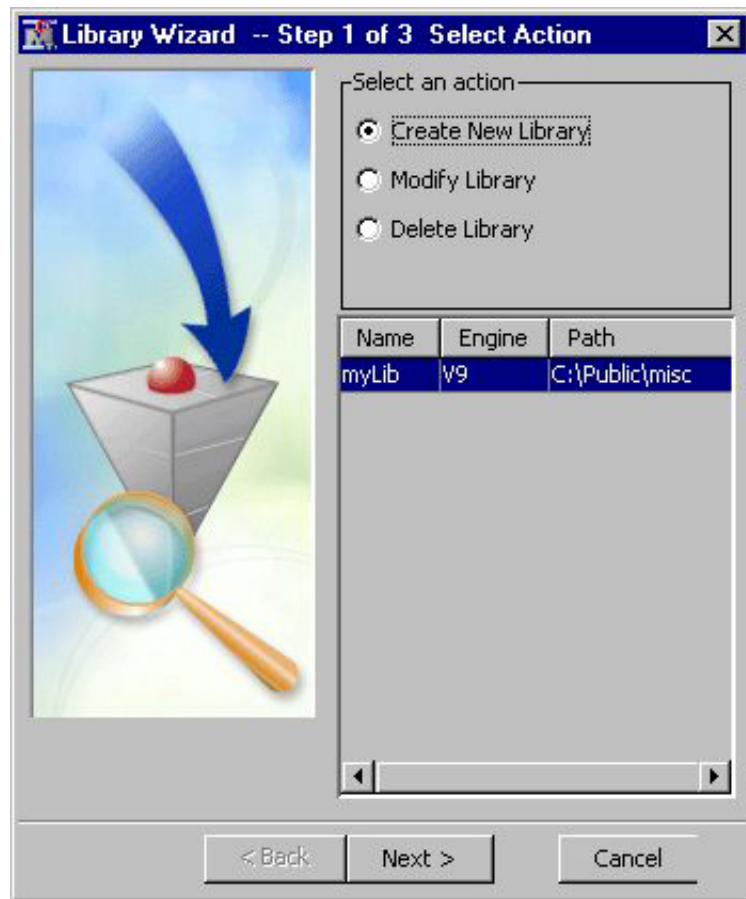 Library Wizard -- Step 1 of 3 Select Action
Select an action
Create New Library
Modify Library
Delete Library
Name Engine Path
myLib V9 C:\Public\misc
< Back Next > Cancel